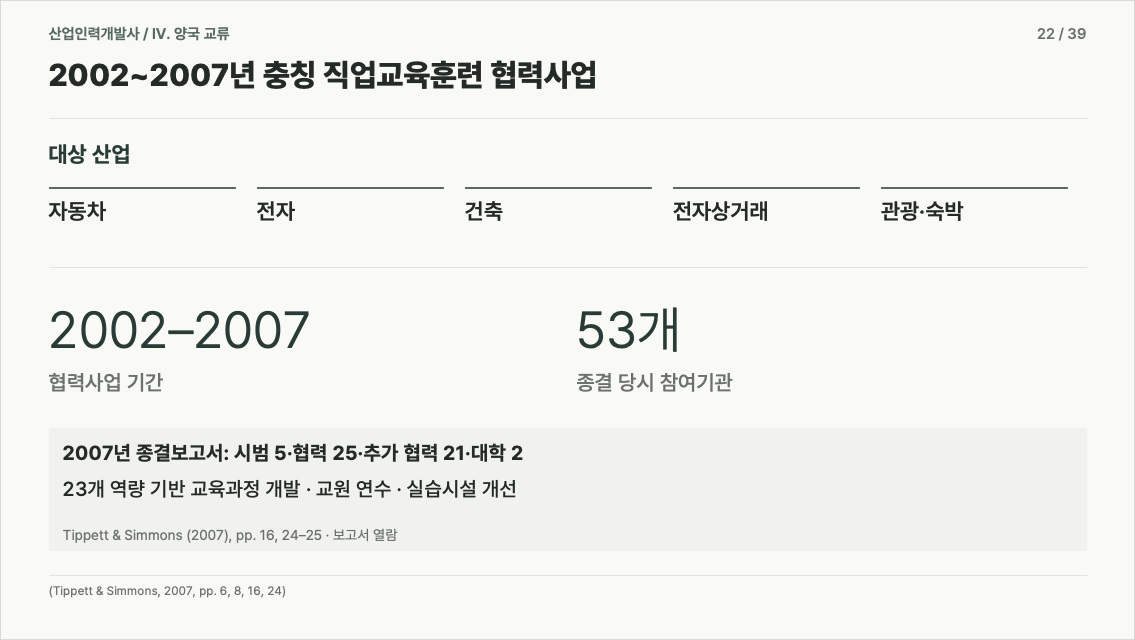 산업인력개발사 / IV. 양국 교류
22 / 39
2002~2007년 충칭 직업교육훈련 협력사업
대상 산업
자동차
전자
건축
전자상거래
관광·숙박
2002–2007
협력사업 기간
53개
종결 당시 참여기관
2007년 종결보고서: 시범 5·협력 25·추가 협력 21·대학 2
23개 역량 기반 교육과정 개발 · 교원 연수 · 실습시설 개선
Tippett & Simmons (2007), pp. 16, 24–25 · 보고서 열람
(Tippett & Simmons, 2007, pp. 6, 8, 16, 24)